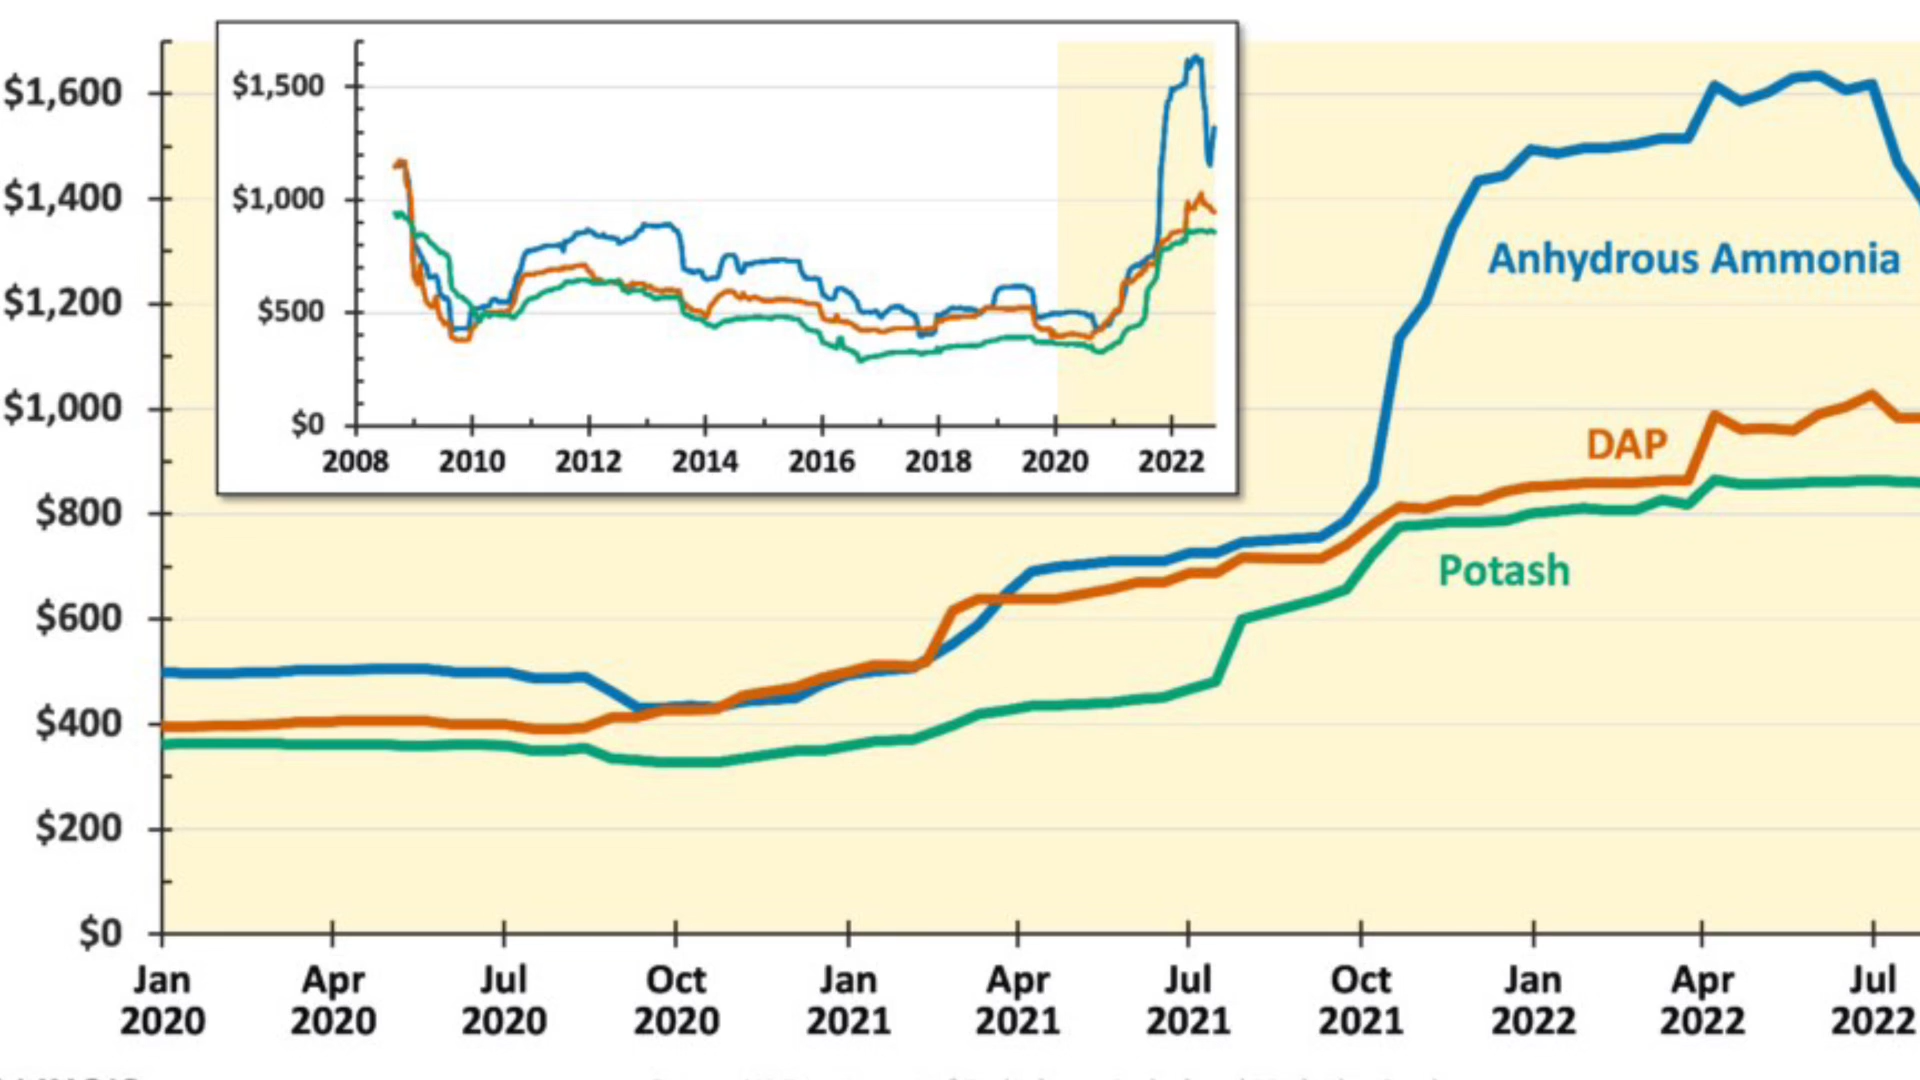 $1,600
$1,400
$1,200
$1,000
$800
$600
$400
$200
$0
$1,500
$1,000
$500
$0
2008 2010 2012 2014 2016 2018 2020 2022
Anhydrous Ammonia
DAP
Potash
Jan Apr Jul Oct Jan Apr Jul Oct Jan Apr Jul
2020 2020 2020 2020 2021 2021 2021 2021 2022 2022 2022